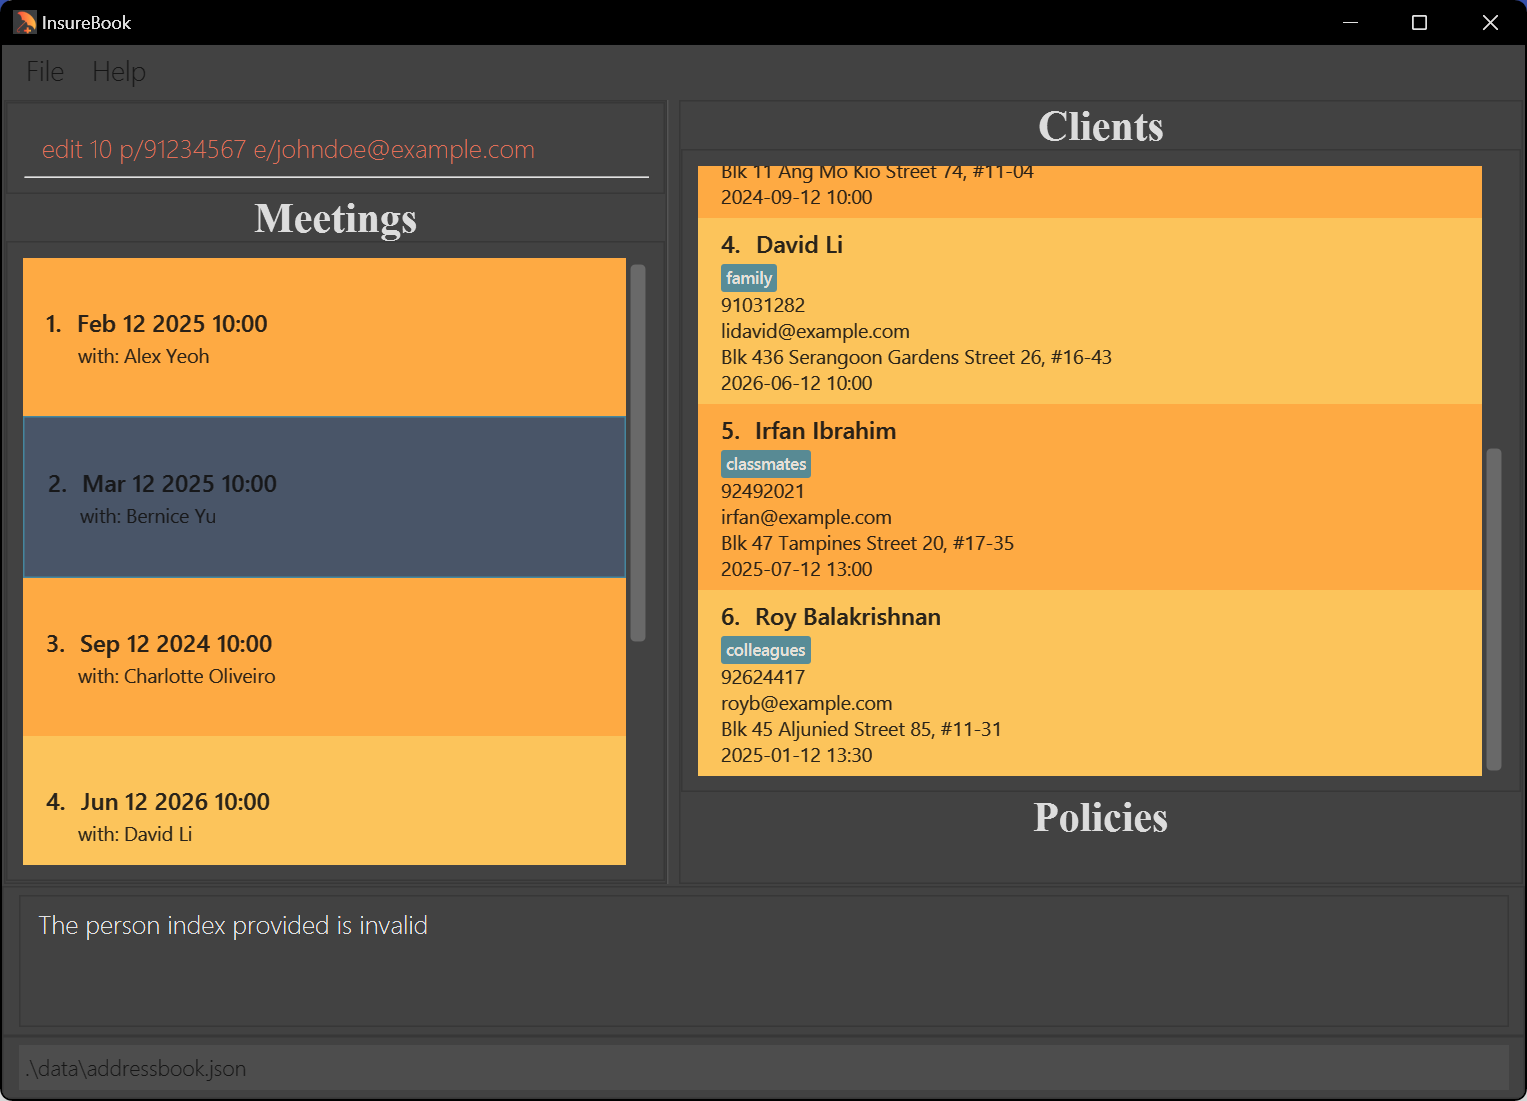 InsureBook
File Help
edit 10 p/91234567 e/johndoe@example.com
Meetings
1. Feb 12 2025 10:00
with: Alex Yeoh
2. Mar 12 2025 10:00
with: Bernice Yu
3. Sep 12 2024 10:00
with: Charlotte Oliveiro
4. Jun 12 2026 10:00
with: David Li
Clients
Blk 11 Ang Mo Kio Street 74, #11-04
2024-09-12 10:00
4. David Li
family
91031282
lidavid@example.com
Blk 436 Serangoon Gardens Street 26, #16-43
2026-06-12 10:00
5. Irfan Ibrahim
classmates
92492021
irfan@example.com
Blk 47 Tampines Street 20, #17-35
2025-07-12 13:00
6. Roy Balakrishnan
colleagues
92624417
royb@example.com
Blk 45 Aljunied Street 85, #11-31
2025-01-12 13:30
Policies
The person index provided is invalid
.\data\addressbook.json